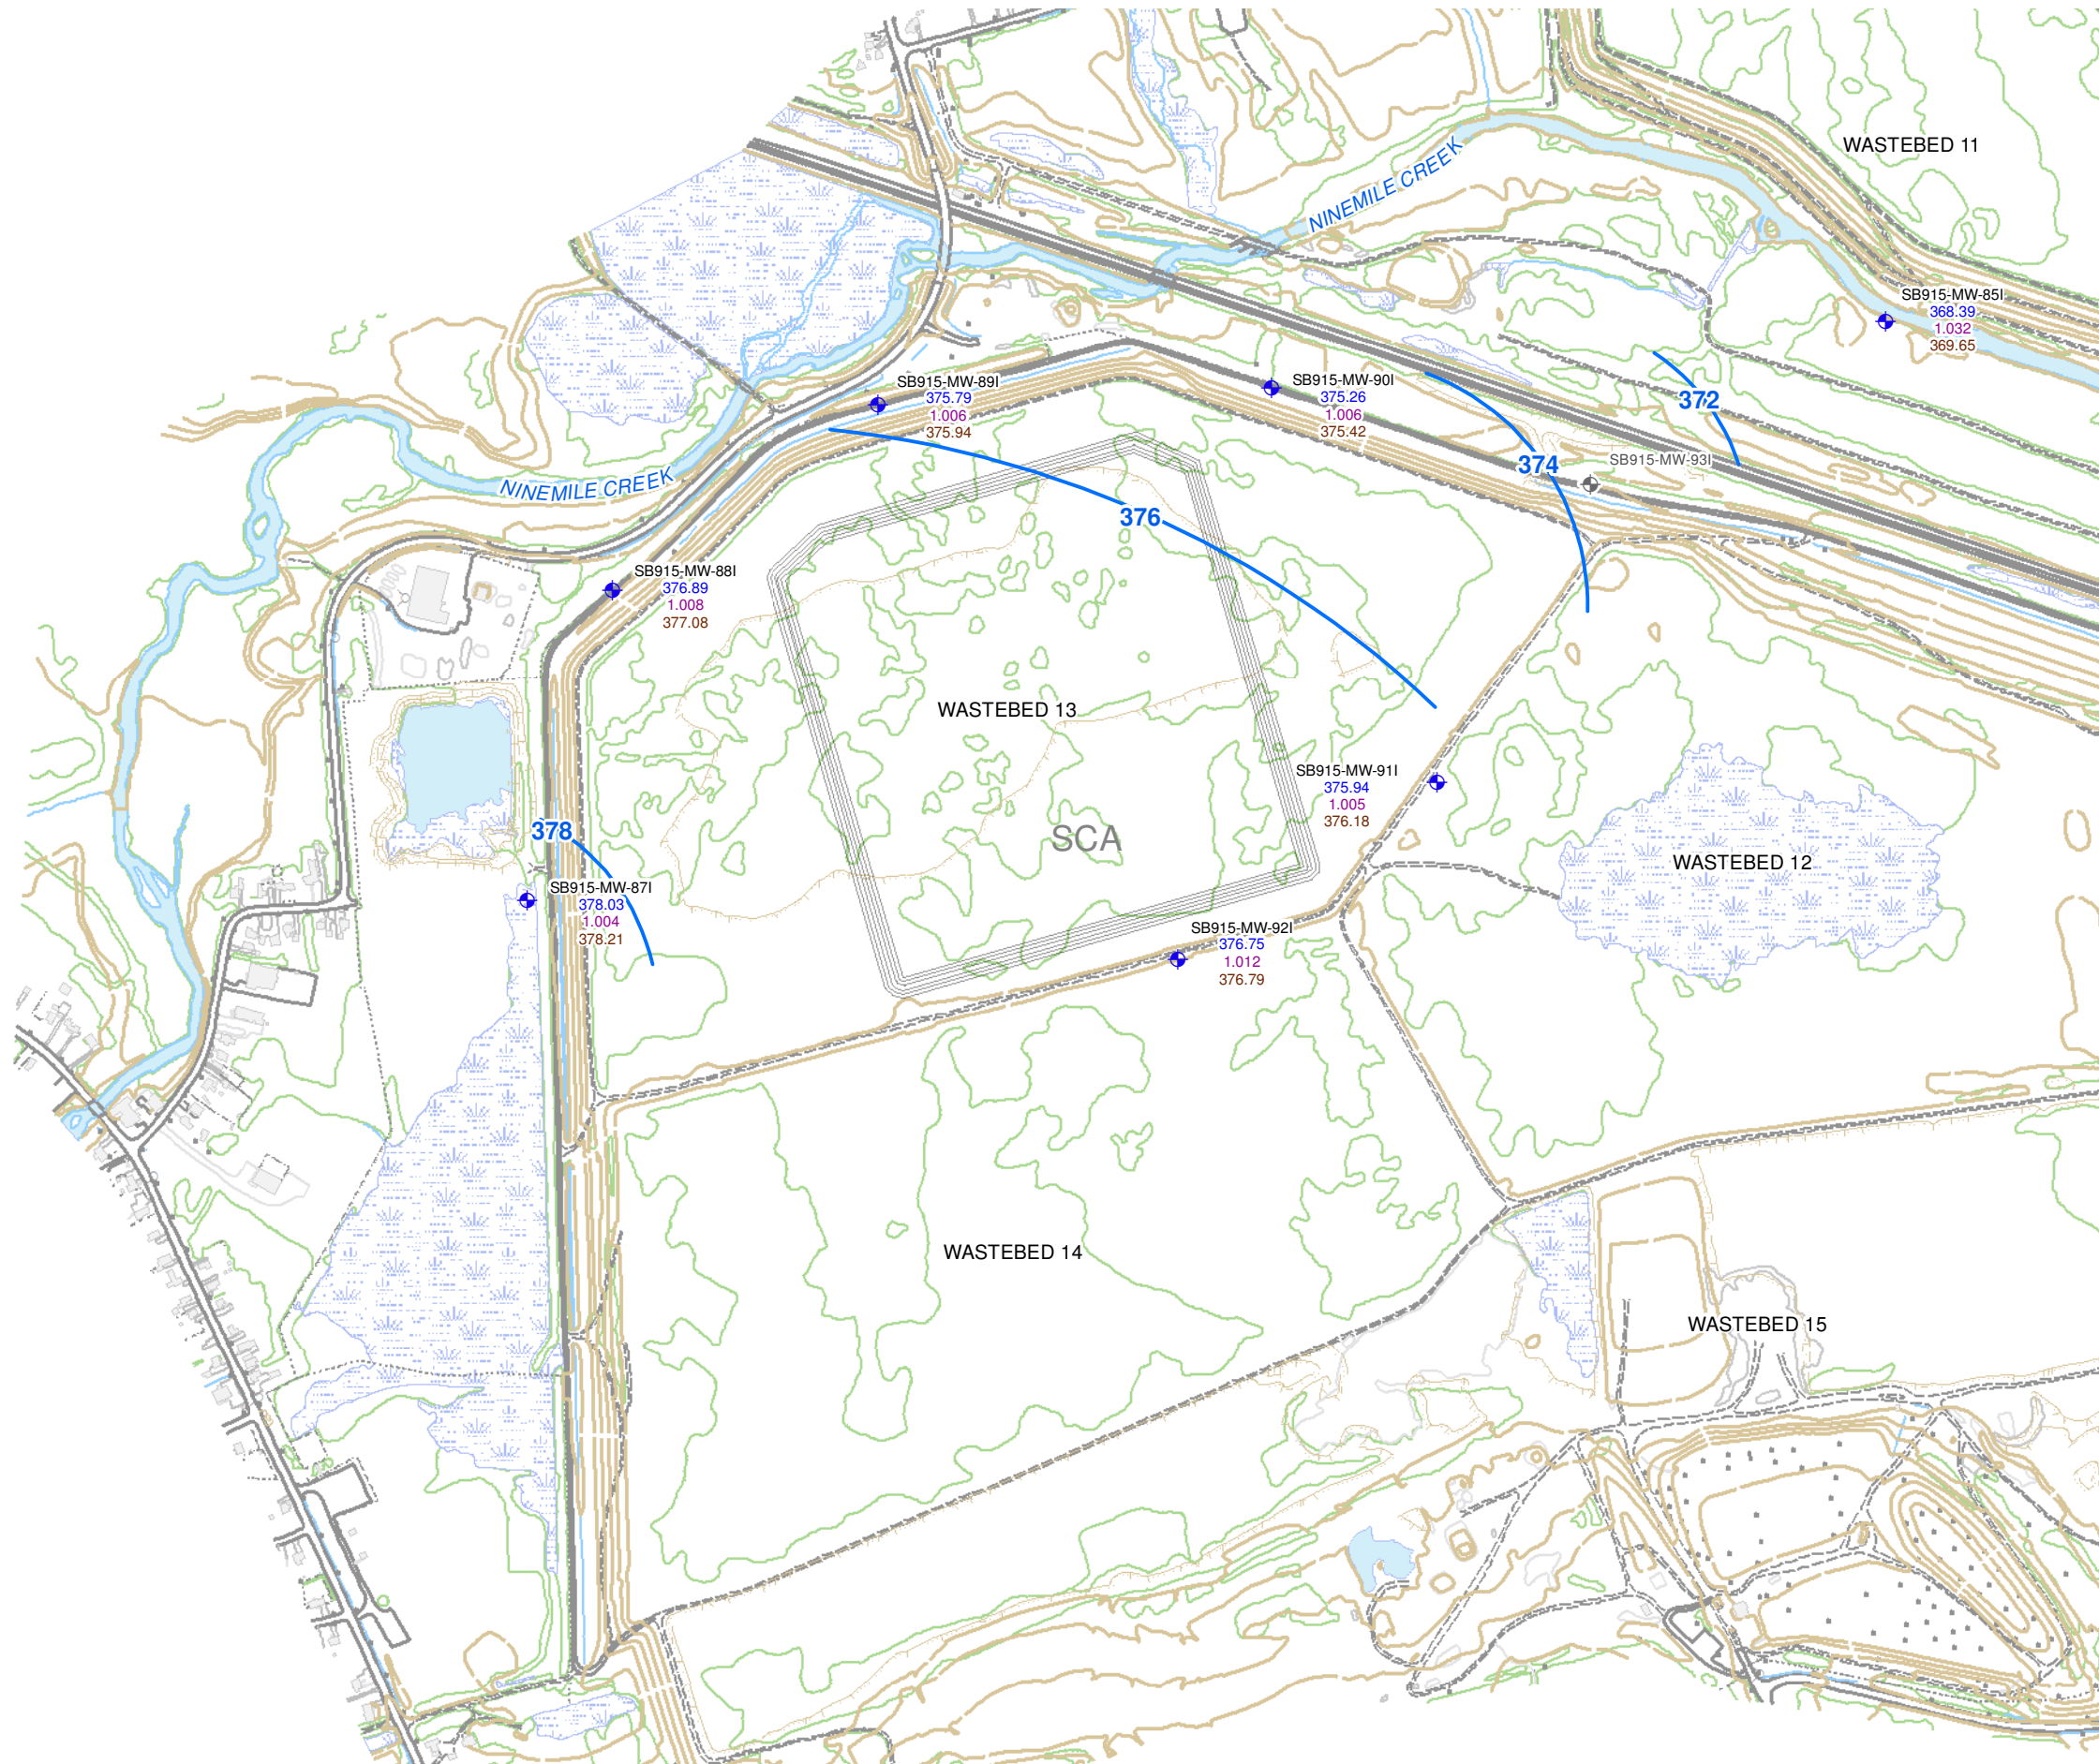 WASTEBED 11
NINEMILE CREEK
SB915-MW-85I
368.39
1.032
369.65
SB915-MW-89I
375.79
1.006
375.94
SB915-MW-90I
375.26
1.006
375.42
372
374
SB915-MW-93I
NINEMILE CREEK
376
SB915-MW-88I
376.89
1.008
377.08
WASTEBED 13
SB915-MW-91I
375.94
1.005
376.18
378
SCA
WASTEBED 12
SB915-MW-87I
378.03
1.004
378.21
SB915-MW-92I
376.75
1.012
376.79
WASTEBED 14
WASTEBED 15